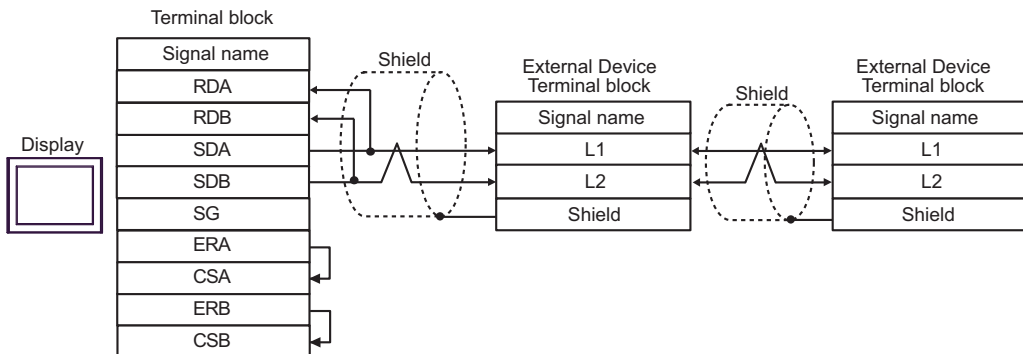 Terminal block
Signal name
RDA
RDB
SDA
SDB
SG
ERA
CSA
ERB
CSB
Display
Shield
External Device
Terminal block
Signal name
L1
L2
Shield
Shield
External Device
Terminal block
Signal name
L1
L2
Shield